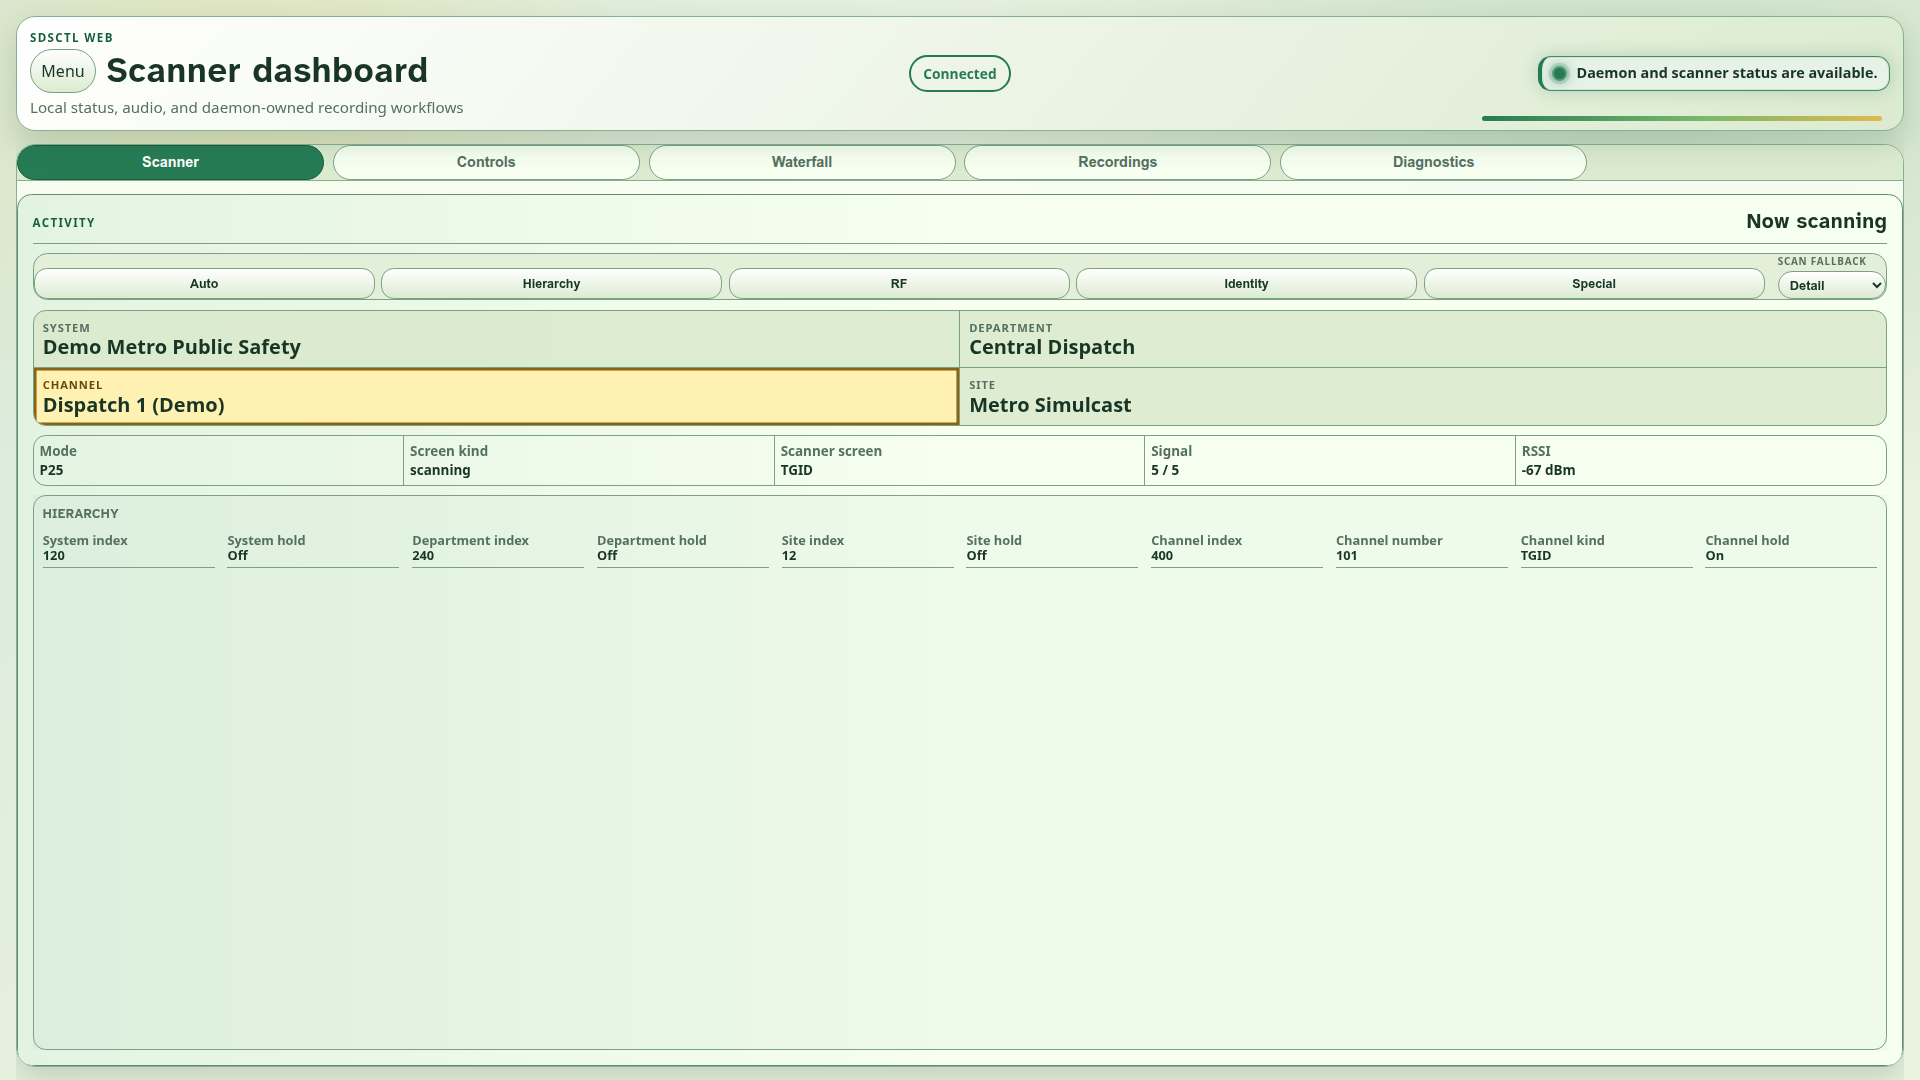 SDSCTL WEB
Menu
Scanner dashboard
Local status, audio, and daemon-owned recording workflows
Connected
Daemon and scanner status are available.
Scanner
Controls
Waterfall
Recordings
Diagnostics
ACTIVITY
Now scanning
Auto
Hierarchy
RF
Identity
Special
SCAN FALLBACK
Detail
SYSTEM
Demo Metro Public Safety
DEPARTMENT
Central Dispatch
CHANNEL
Dispatch 1 (Demo)
SITE
Metro Simulcast
Mode
P25
Screen kind
scanning
Scanner screen
TGID
Signal
5 / 5
RSSI
-67 dBm
HIERARCHY
System index
120
System hold
Off
Department index
240
Department hold
Off
Site index
12
Site hold
Off
Channel index
400
Channel number
101
Channel kind
TGID
Channel hold
On